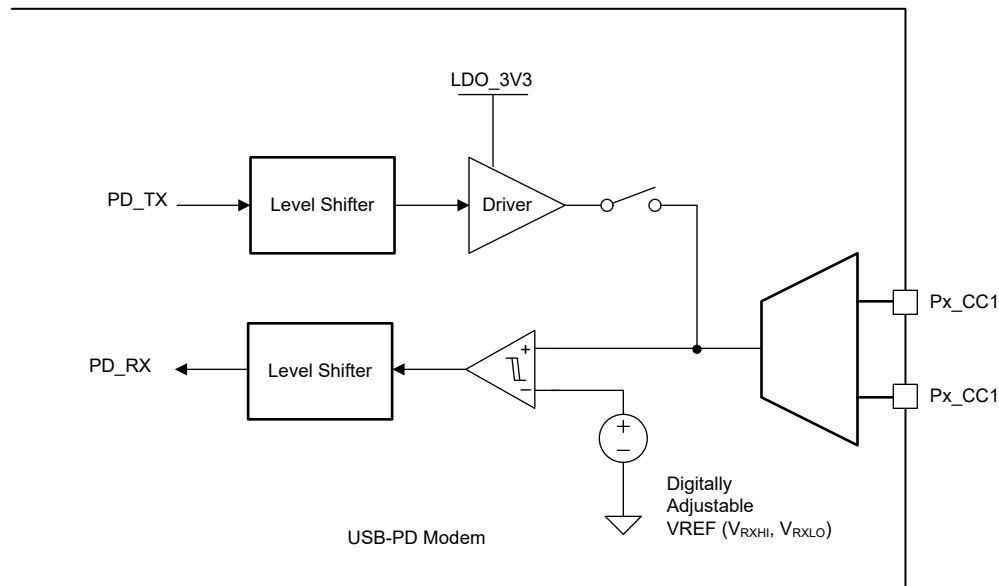 LDO_3V3
PD_TX
Level Shifter
Driver
Px_CC1
PD_RX
Level Shifter
+
−
Px_CC1
+
−
Digitally
Adjustable
VREF (VRXHI, VRXLO)
USB-PD Modem